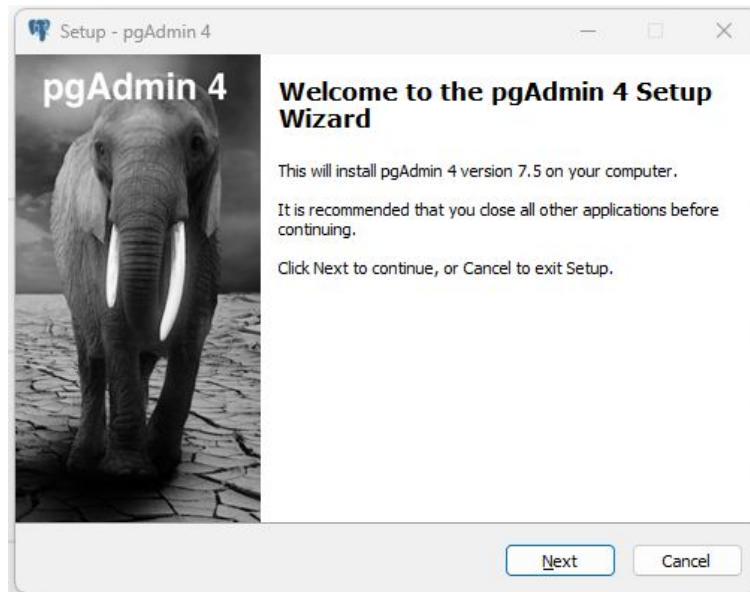 Setup - pgAdmin 4
pgAdmin 4
Welcome to the pgAdmin 4 Setup
Wizard
This will install pgAdmin 4 version 7.5 on your computer.
It is recommended that you close all other applications before
continuing.
Click Next to continue, or Cancel to exit Setup.
Next
Cancel